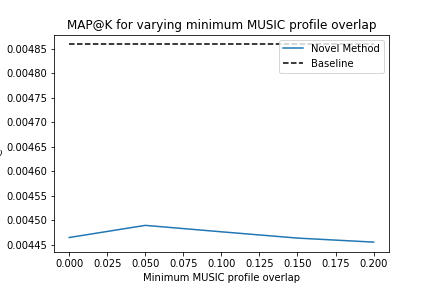 MAP@K for varying minimum MUSIC profile overlap
Novel Method
Baseline
0.00485
0.00480
0.00475
0.00470
0.00465
0.00460
0.00455
0.00450
0.00445
0.000 0.025 0.050 0.075 0.100 0.125 0.150 0.175 0.200
Minimum MUSIC profile overlap